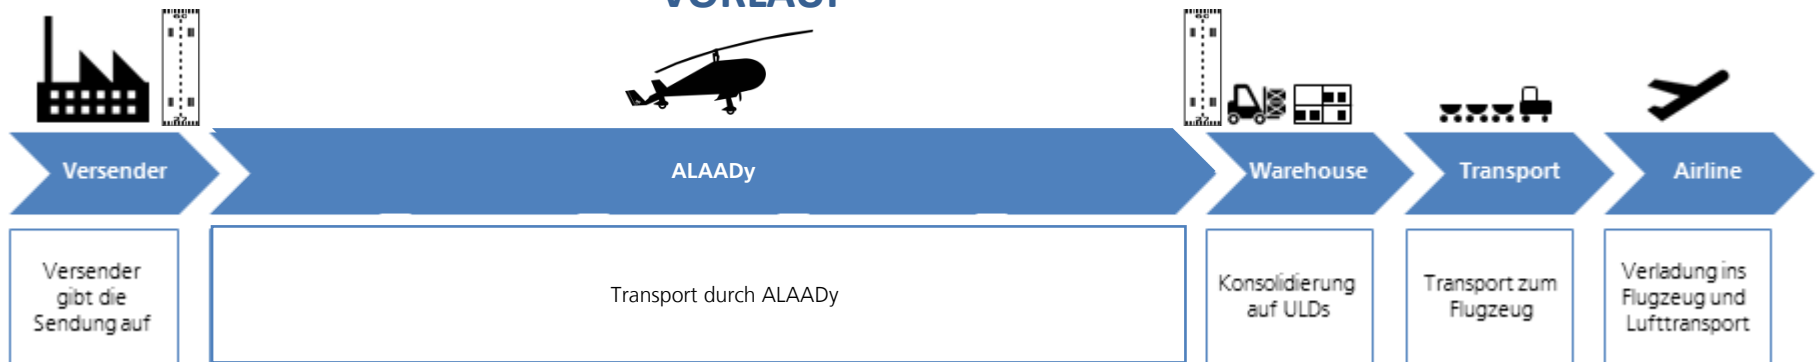 VORLAUF
Versender
ALAADy
Warehouse
Transport
Airline
Versender
gibt die
Sendung auf
Transport durch ALAADy
Konsolidierung
auf ULDs
Transport zum
Flugzeug
Verladung ins
Flugzeug und
Lufttransport